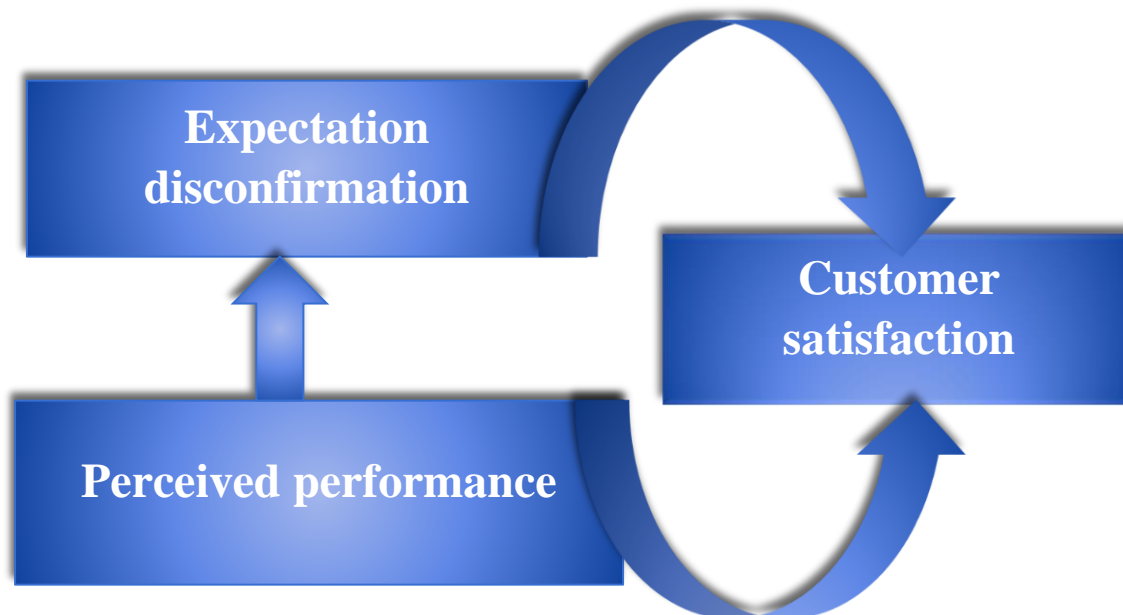 Expectation
disconfirmation
Customer
satisfaction
Perceived performance